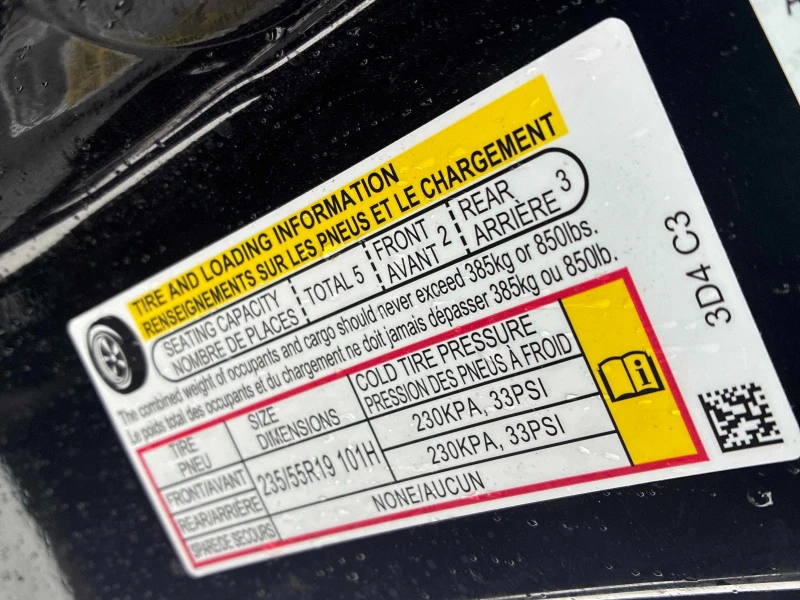 TIRE AND LOADING INFORMATION
RENSEIGNEMENTS SUR LES PNEUS ET LE CHARGEMENT
SEATING CAPACITY
NOMBRE DE PLACES
TOTAL 5
FRONT
AVANT 2
REAR
ARRIÈRE 3
The combined weight of occupants and cargo should never exceed 385kg or 850lbs.
Le poids total des occupants et du chargement ne doit jamais dépasser 385kg ou 850lb.
TIRE
PNEU
SIZE
DIMENSIONS
COLD TIRE PRESSURE
PRESSION DES PNEUS À FROID
FRONT/AVANT
235/55R19 101H
230KPA, 33PSI
REAR/ARRIÈRE
230KPA, 33PSI
SPARE/DE SECOURS
NONE/AUCUN
3D4 C3